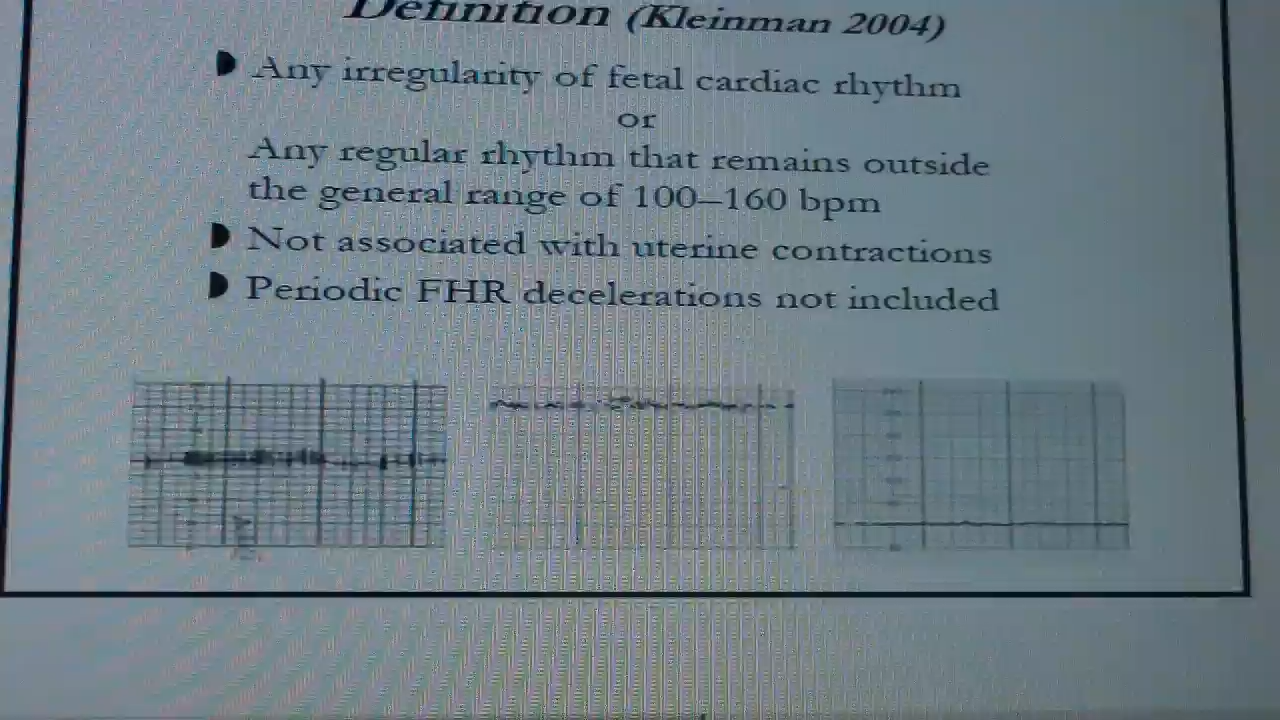 Definition (Kleinman 2004)
Any irregularity of fetal cardiac rhythm
or
Any regular rhythm that remains outside
the general range of 100–160 bpm
Not associated with uterine contractions
Periodic FHR decelerations not included